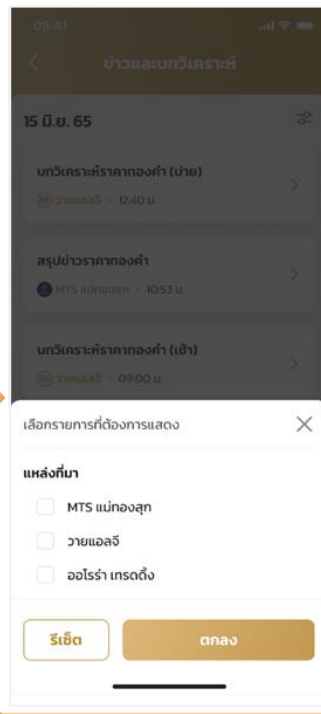 09:41
ข่าวและบทวิเคราะห์
15 มิ.ย. 65
บทวิเคราะห์ราคาทองคำ (บ่าย)
วายแอลจี • 12:40 น.
สรุปข่าวราคาทองคำ
MTS แม่ทองสุก • 10:53 น.
บทวิเคราะห์ราคาทองคำ (เช้า)
วายแอลจี • 09:00 น.
เลือกรายการที่ต้องการแสดง
แหล่งที่มา
MTS แม่ทองสุก
วายแอลจี
ออโรร่า เทรดดิ้ง
รีเซ็ต
ตกลง